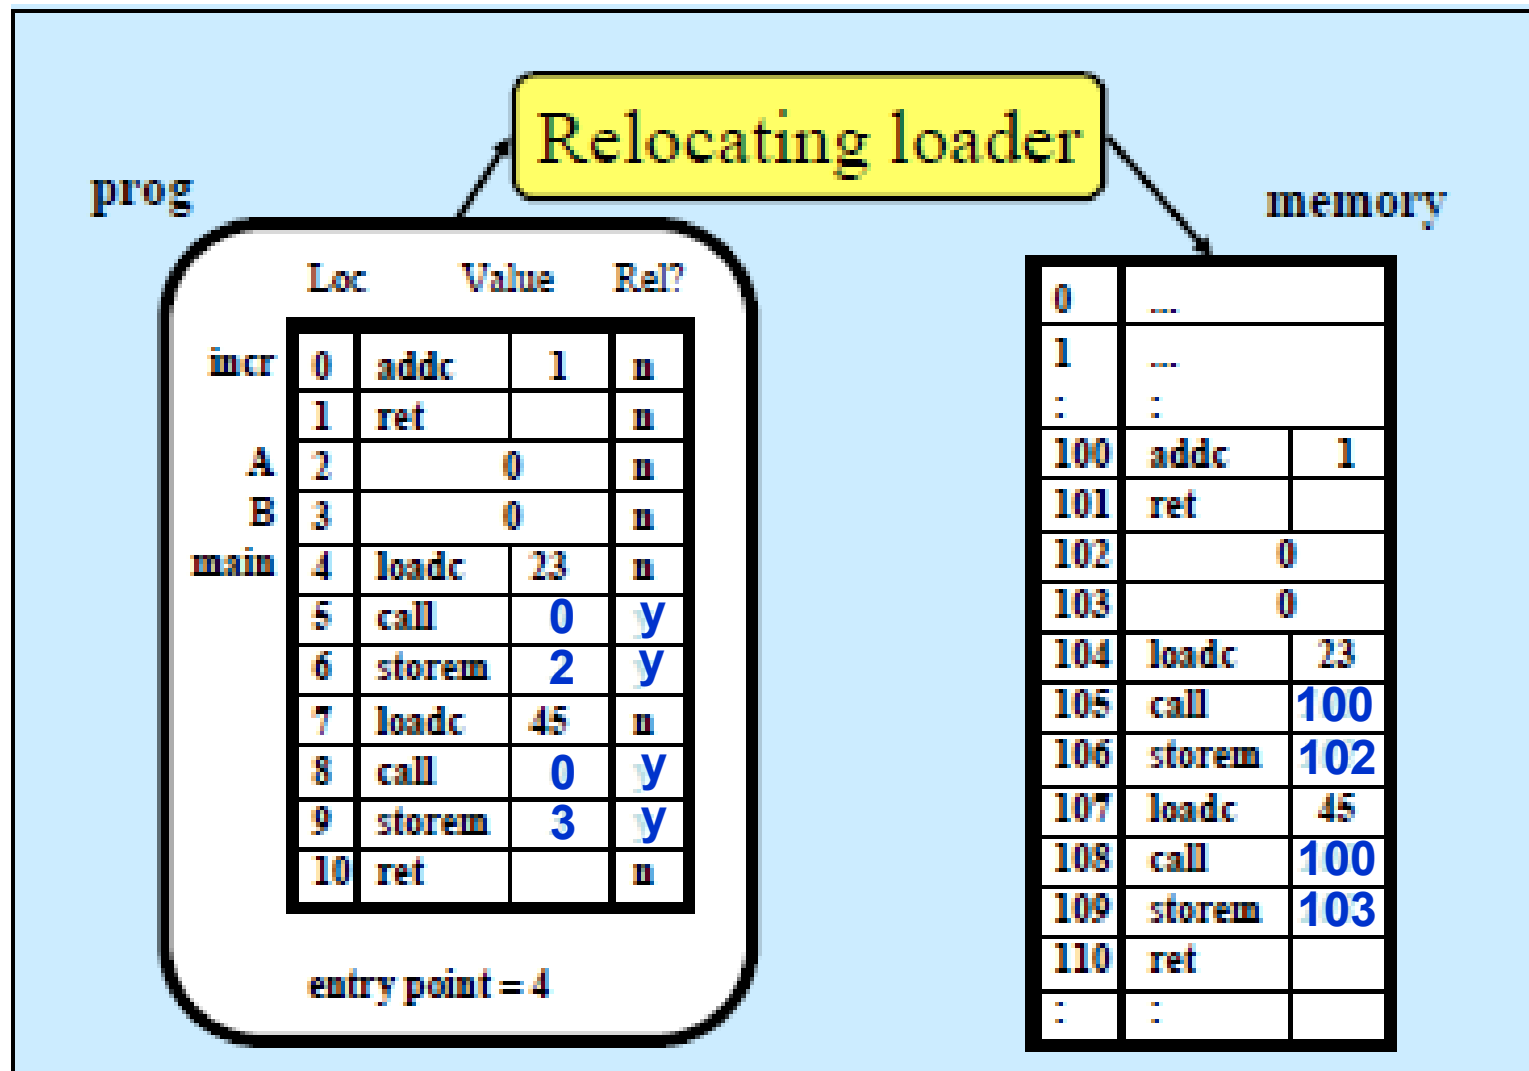 Relocating loader
prog
memory
Loc Value Rel?
incr 0 addc 1 n
1 ret n
A 2 0 n
B 3 0 n
main 4 loadc 23 n
5 call 0 y
6 storem 2 y
7 loadc 45 n
8 call 0 y
9 storem 3 y
10 ret n
entry point = 4
0 ...
1 ...
: :
100 addc 1
101 ret
102 0
103 0
104 loadc 23
105 call 100
106 storem 102
107 loadc 45
108 call 100
109 storem 103
110 ret
: :